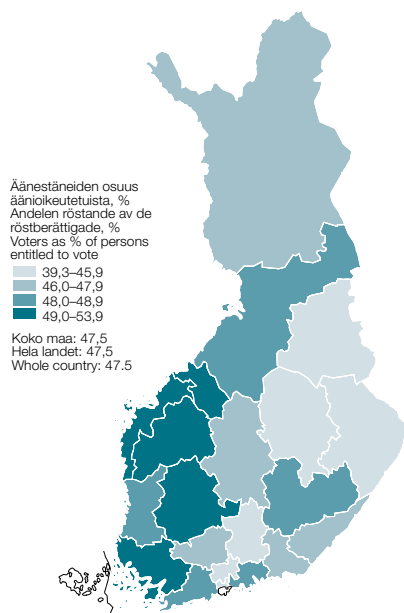 Äänestäneiden osuus
äänioikeutetuista, %
Andelen röstande av de
röstberättigade, %
Voters as % of persons
entitled to vote
39,3–45,9
46,0–47,9
48,0–48,9
49,0–53,9
Koko maa: 47,5
Hela landet: 47,5
Whole country: 47.5